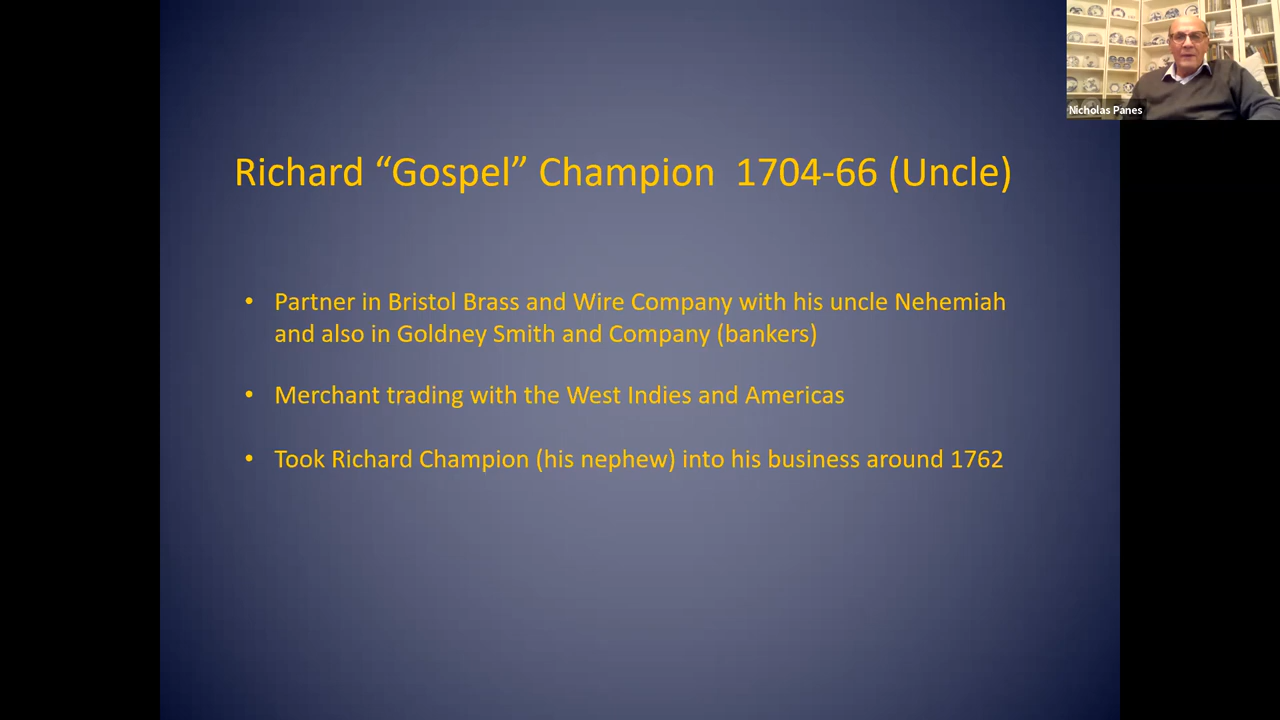 Nicholas Panes
Richard “Gospel” Champion 1704-66 (Uncle)
• Partner in Bristol Brass and Wire Company with his uncle Nehemiah
and also in Goldney Smith and Company (bankers)
• Merchant trading with the West Indies and Americas
• Took Richard Champion (his nephew) into his business around 1762